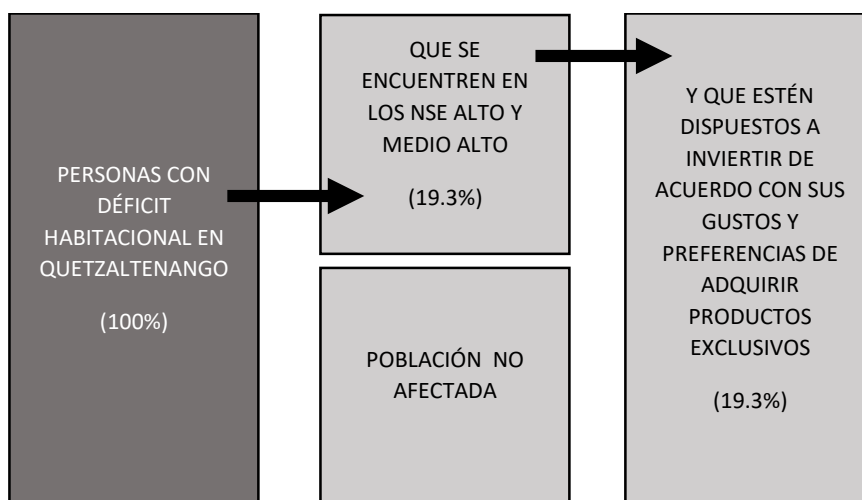 PERSONAS CON
DÉFICIT
HABITACIONAL EN
QUETZALTENANGO
(100%)
QUE SE
ENCUENTREN EN
LOS NSE ALTO Y
MEDIO ALTO
(19.3%)
POBLACIÓN  NO
AFECTADA
Y QUE ESTÉN
DISPUESTOS A
INVIERTIR DE
ACUERDO CON SUS
GUSTOS Y
PREFERENCIAS DE
ADQUIRIR
PRODUCTOS
EXCLUSIVOS
(19.3%)